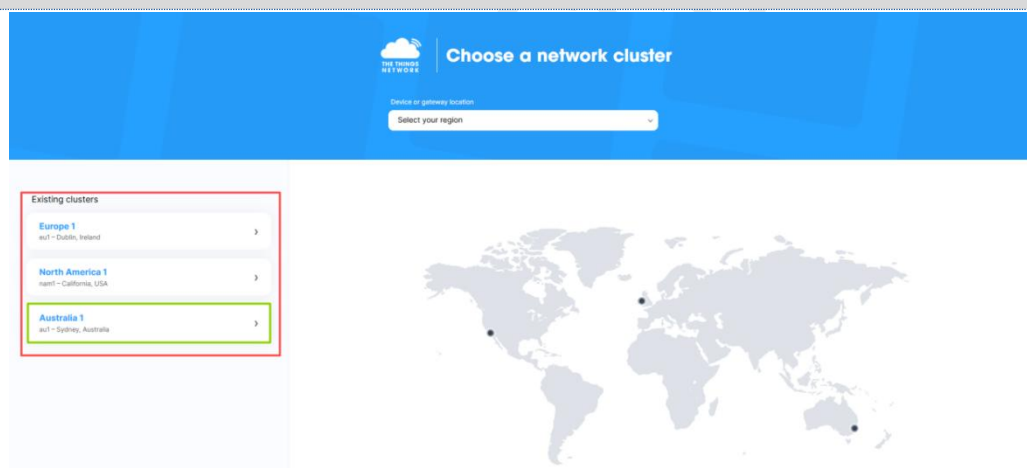 THE THINGS
NETWORK
Choose a network cluster
Device or gateway location
Select your region
Existing clusters
Europe 1
eu1 – Dublin, Ireland
North America 1
nam1 – California, USA
Australia 1
au1 – Sydney, Australia